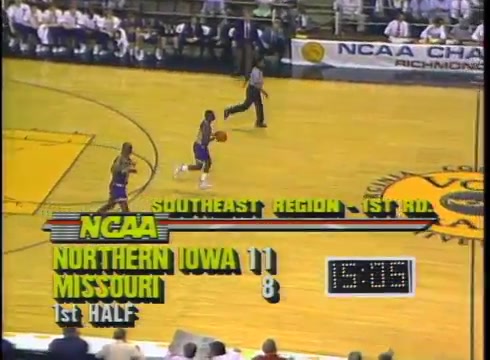 NCAA CHA
RICHMOND
SOUTHEAST REGION - 1ST RD.
NCAA
NORTHERN IOWA 11
MISSOURI 8
1st HALF
15:05